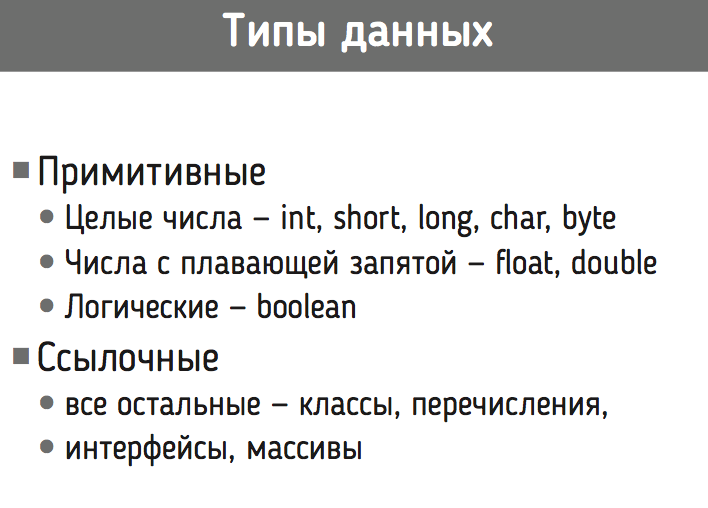 Типы данных
Примитивные
Целые числа – int, short, long, char, byte
Числа с плавающей запятой – float, double
Логические – boolean
Ссылочные
все остальные – классы, перечисления,
интерфейсы, массивы